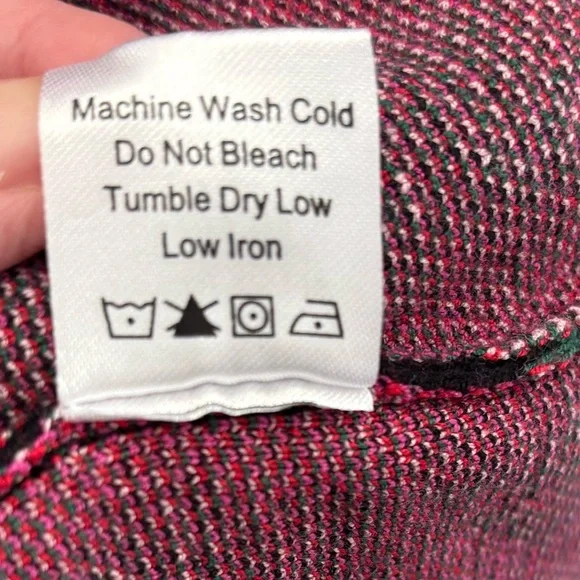 Machine Wash Cold
Do Not Bleach
Tumble Dry Low
Low Iron